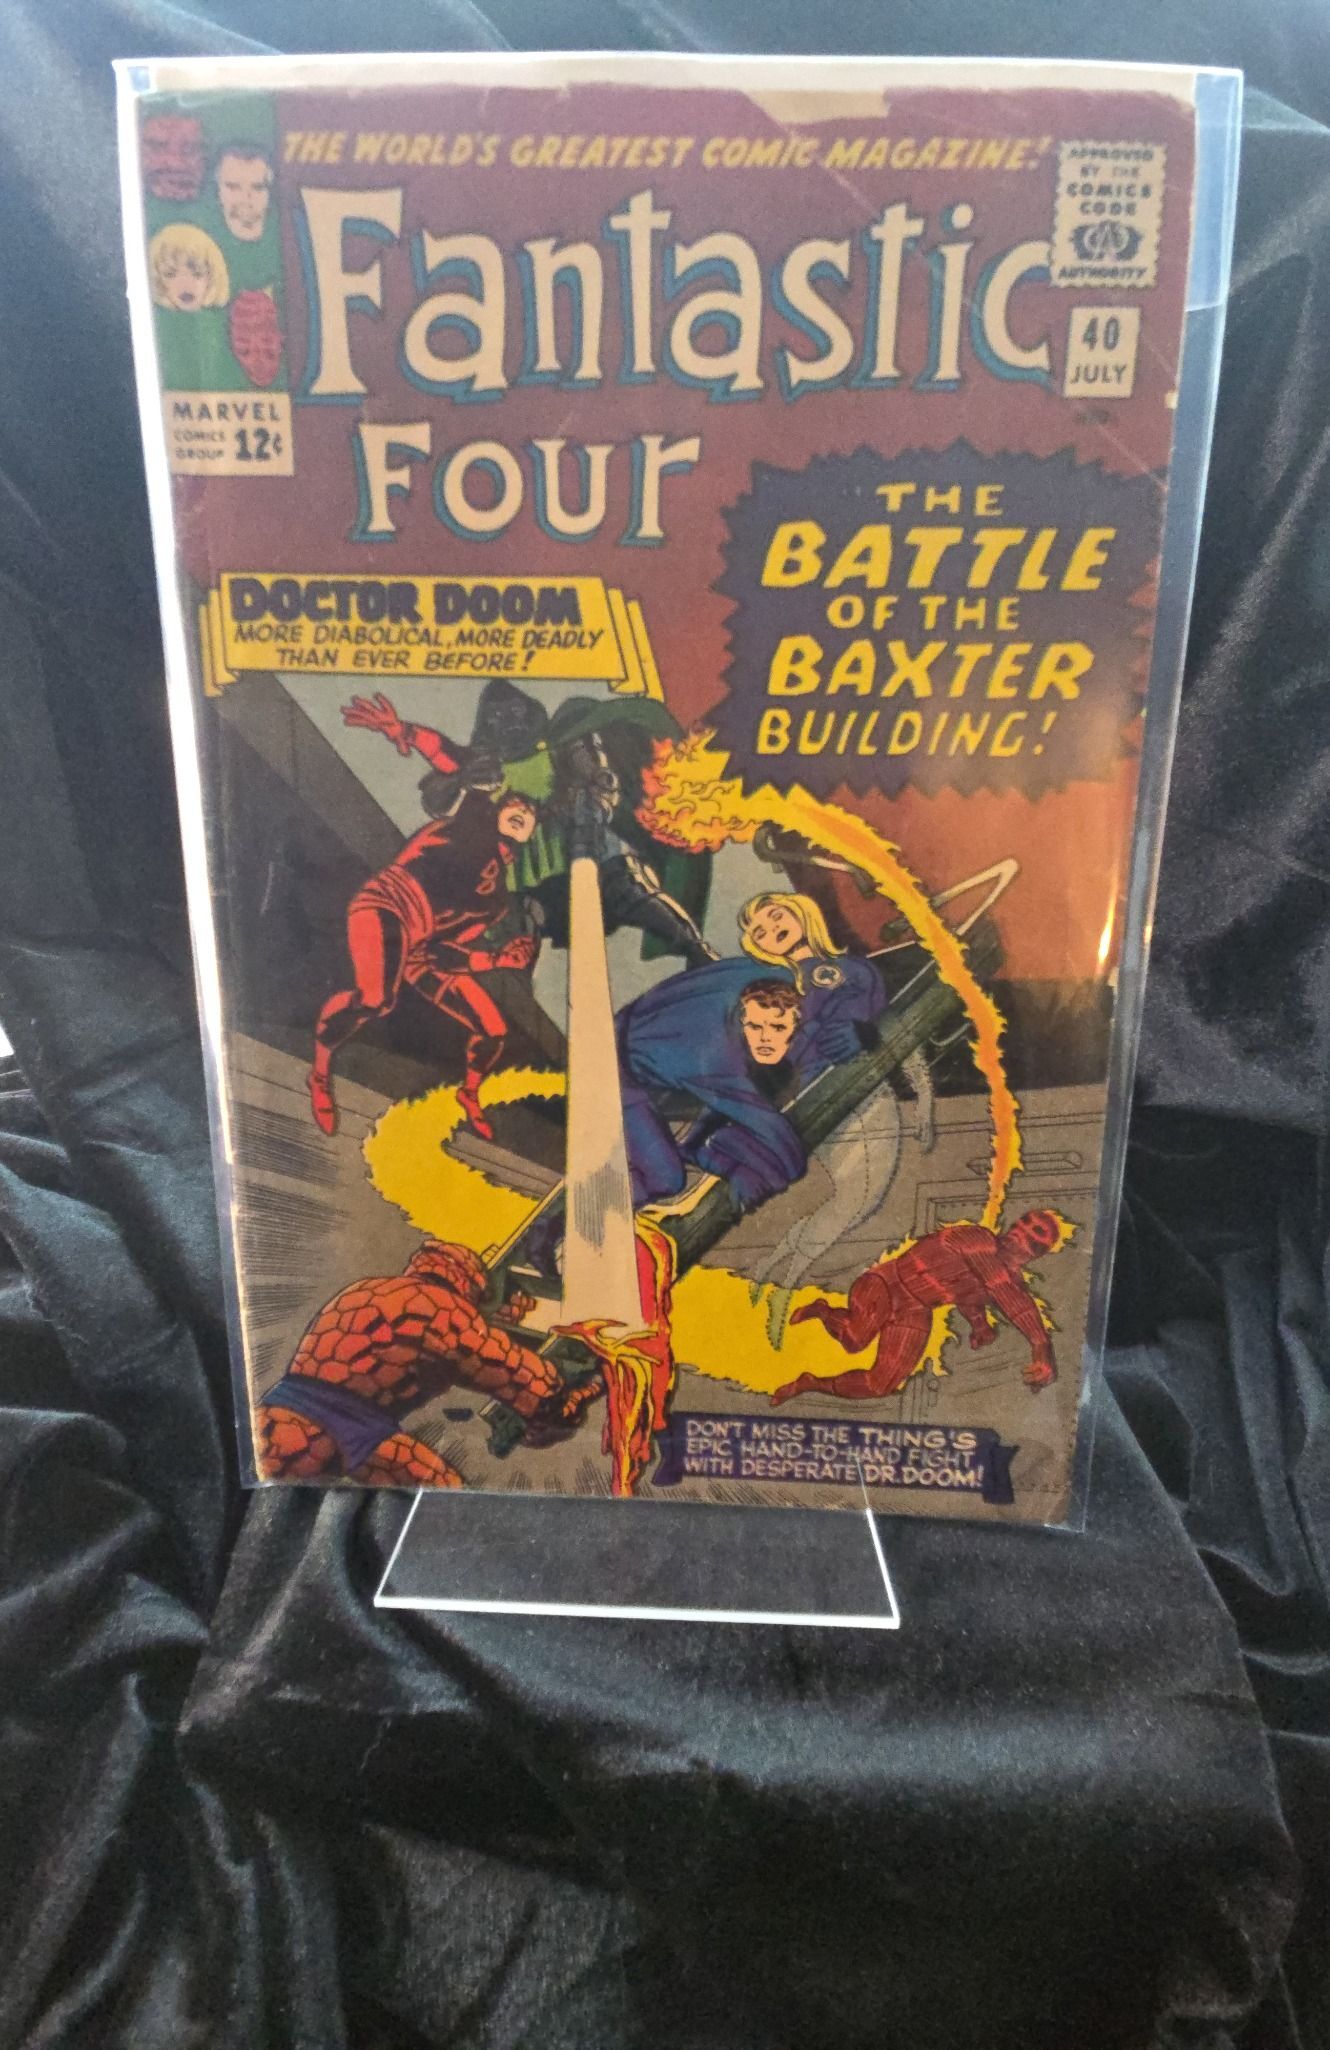 THE WORLD'S GREATEST COMIC MAGAZINE!
APPROVED
BY THE
COMICS
CODE
AUTHORITY
Fantastic
Four
40
JULY
MARVEL
COMICS
GROUP 12¢
THE
BATTLE
OF THE
BAXTER
BUILDING!
DOCTOR DOOM
MORE DIABOLICAL, MORE DEADLY
THAN EVER BEFORE!
DON'T MISS THE THING'S
EPIC HAND-TO-HAND FIGHT
WITH DESPERATE DR. DOOM!